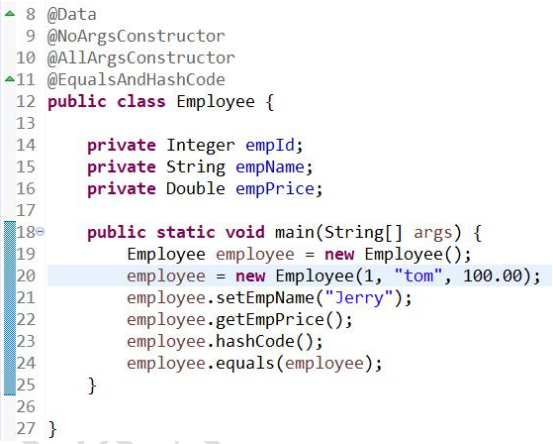 8 @Data
9 @NoArgsConstructor
10 @AllArgsConstructor
11 @EqualsAndHashCode
12 public class Employee {
13
14     private Integer empId;
15     private String empName;
16     private Double empPrice;
17
18     public static void main(String[] args) {
19         Employee employee = new Employee();
20         employee = new Employee(1, "tom", 100.00);
21         employee.setEmpName("Jerry");
22         employee.getEmpPrice();
23         employee.hashCode();
24         employee.equals(employee);
25     }
26
27 }